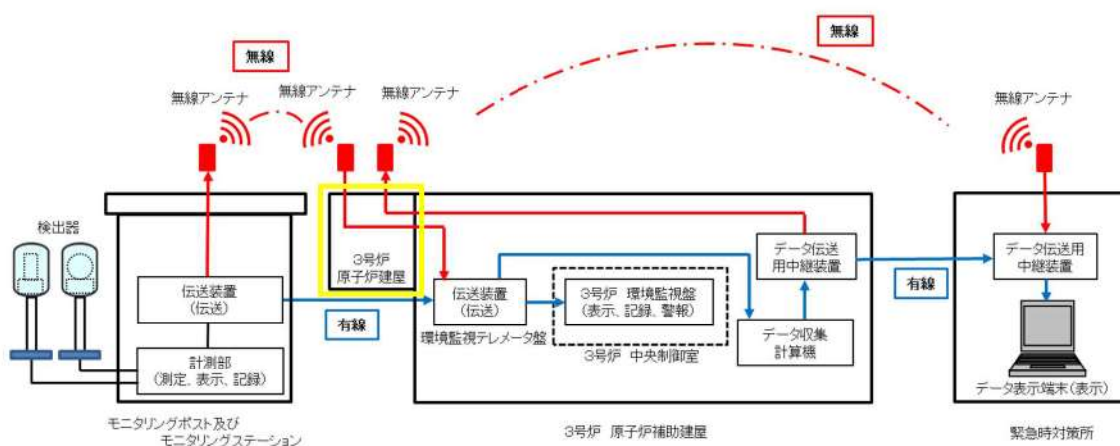 無線
無線
無線アンテナ
無線アンテナ
無線アンテナ
無線アンテナ
検出器
3号炉
原子炉建屋
伝送装置
(伝送)
計測部
(測定、表示、記録)
有線
伝送装置
(伝送)
環境監視テレメータ盤
3号炉 環境監視盤
(表示、記録、警報)
3号炉 中央制御室
データ伝送
用中継装置
データ収集
計算機
有線
データ伝送用
中継装置
データ表示端末(表示)
モニタリングポスト及び
モニタリングステーション
3号炉 原子炉補助建屋
緊急時対策所